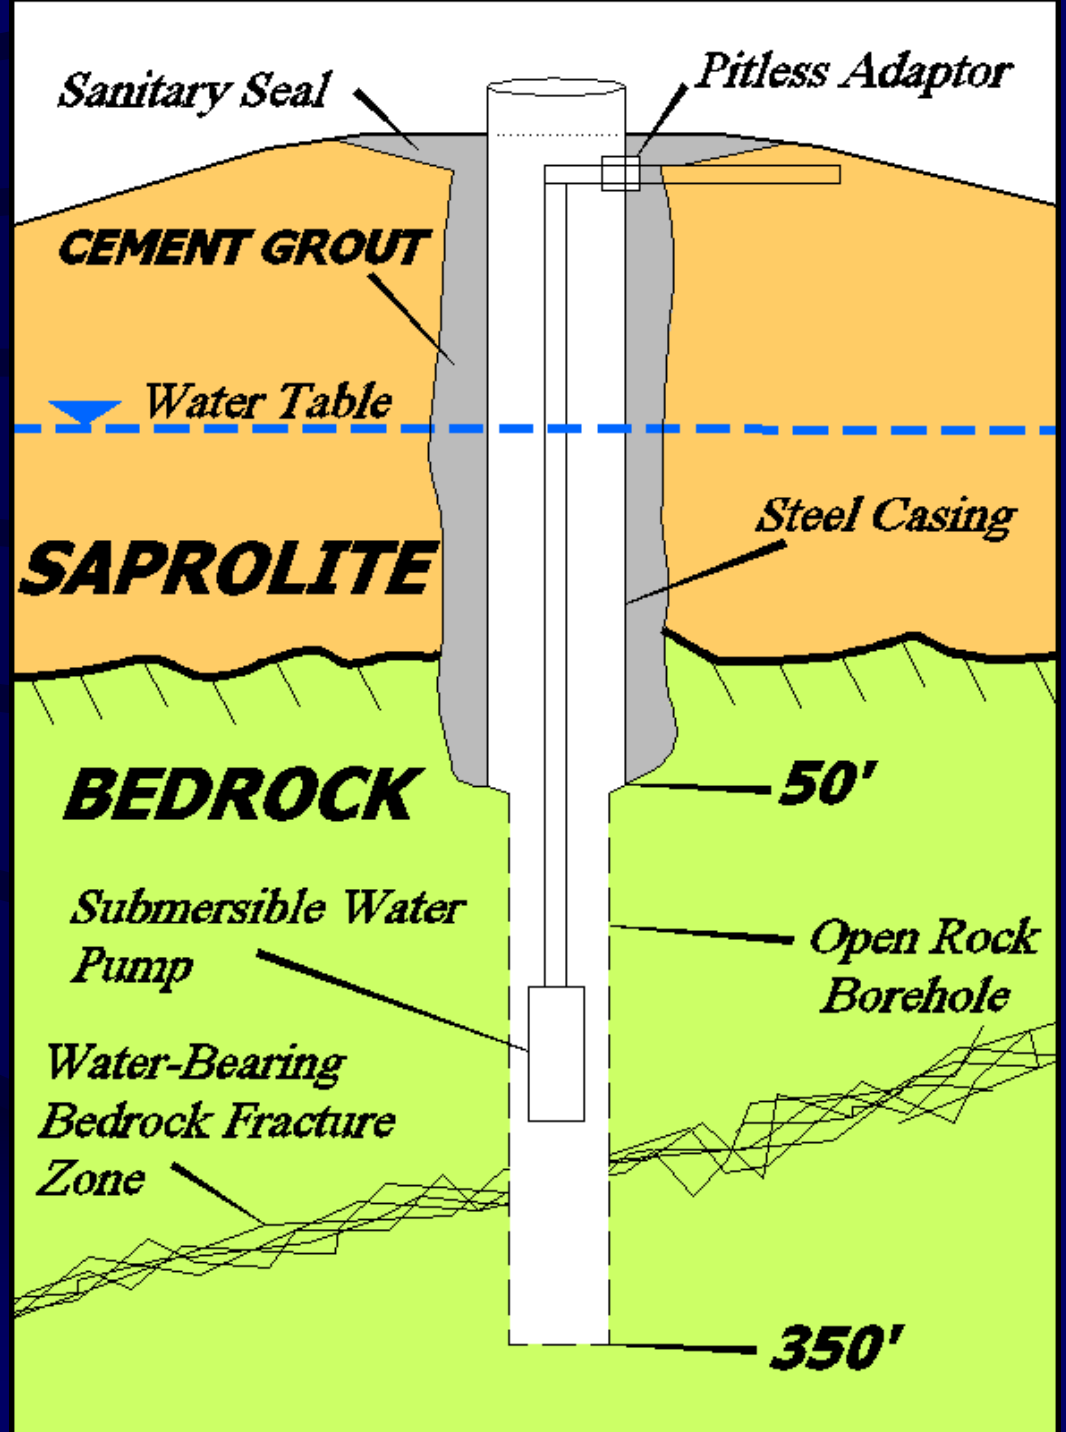 Sanitary Seal
Pitless Adaptor
CEMENT GROUT
Water Table
Steel Casing
SAPROLITE
BEDROCK
50'
Submersible Water
Pump
Open Rock
Borehole
Water-Bearing
Bedrock Fracture
Zone
350'